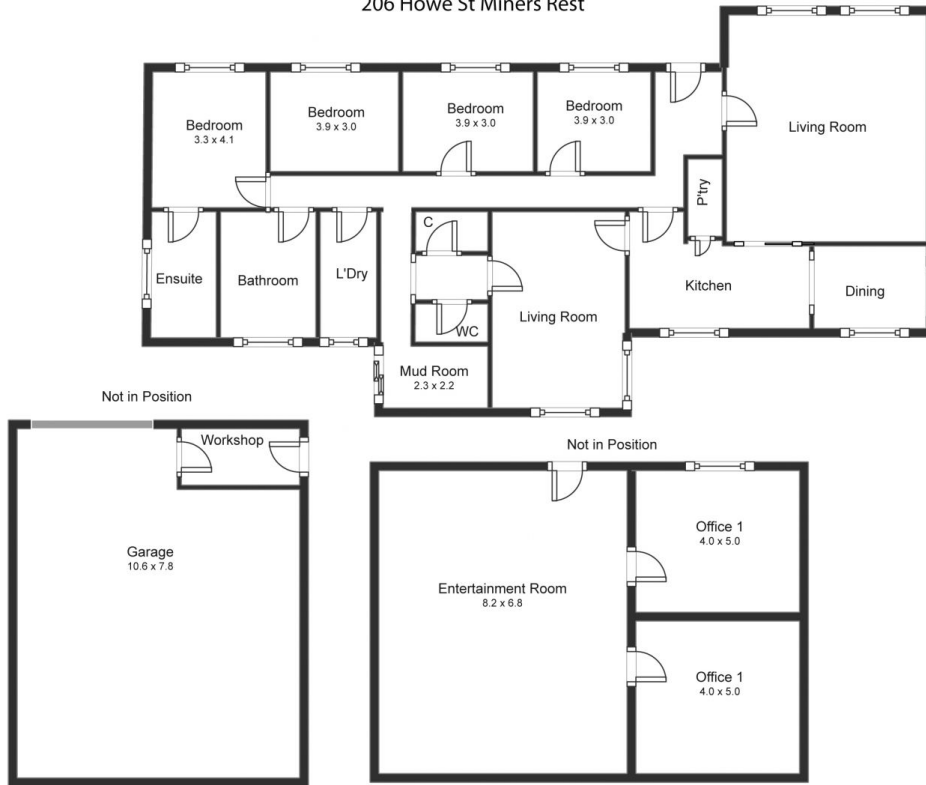 206 Howe St Miners Rest
Bedroom
3.3 x 4.1
Bedroom
3.9 x 3.0
Bedroom
3.9 x 3.0
Bedroom
3.9 x 3.0
Living Room
P'try
C
Ensuite
Bathroom
L'Dry
Living Room
Kitchen
Dining
WC
Mud Room
2.3 x 2.2
Not in Position
Workshop
Garage
10.6 x 7.8
Not in Position
Entertainment Room
8.2 x 6.8
Office 1
4.0 x 5.0
Office 1
4.0 x 5.0